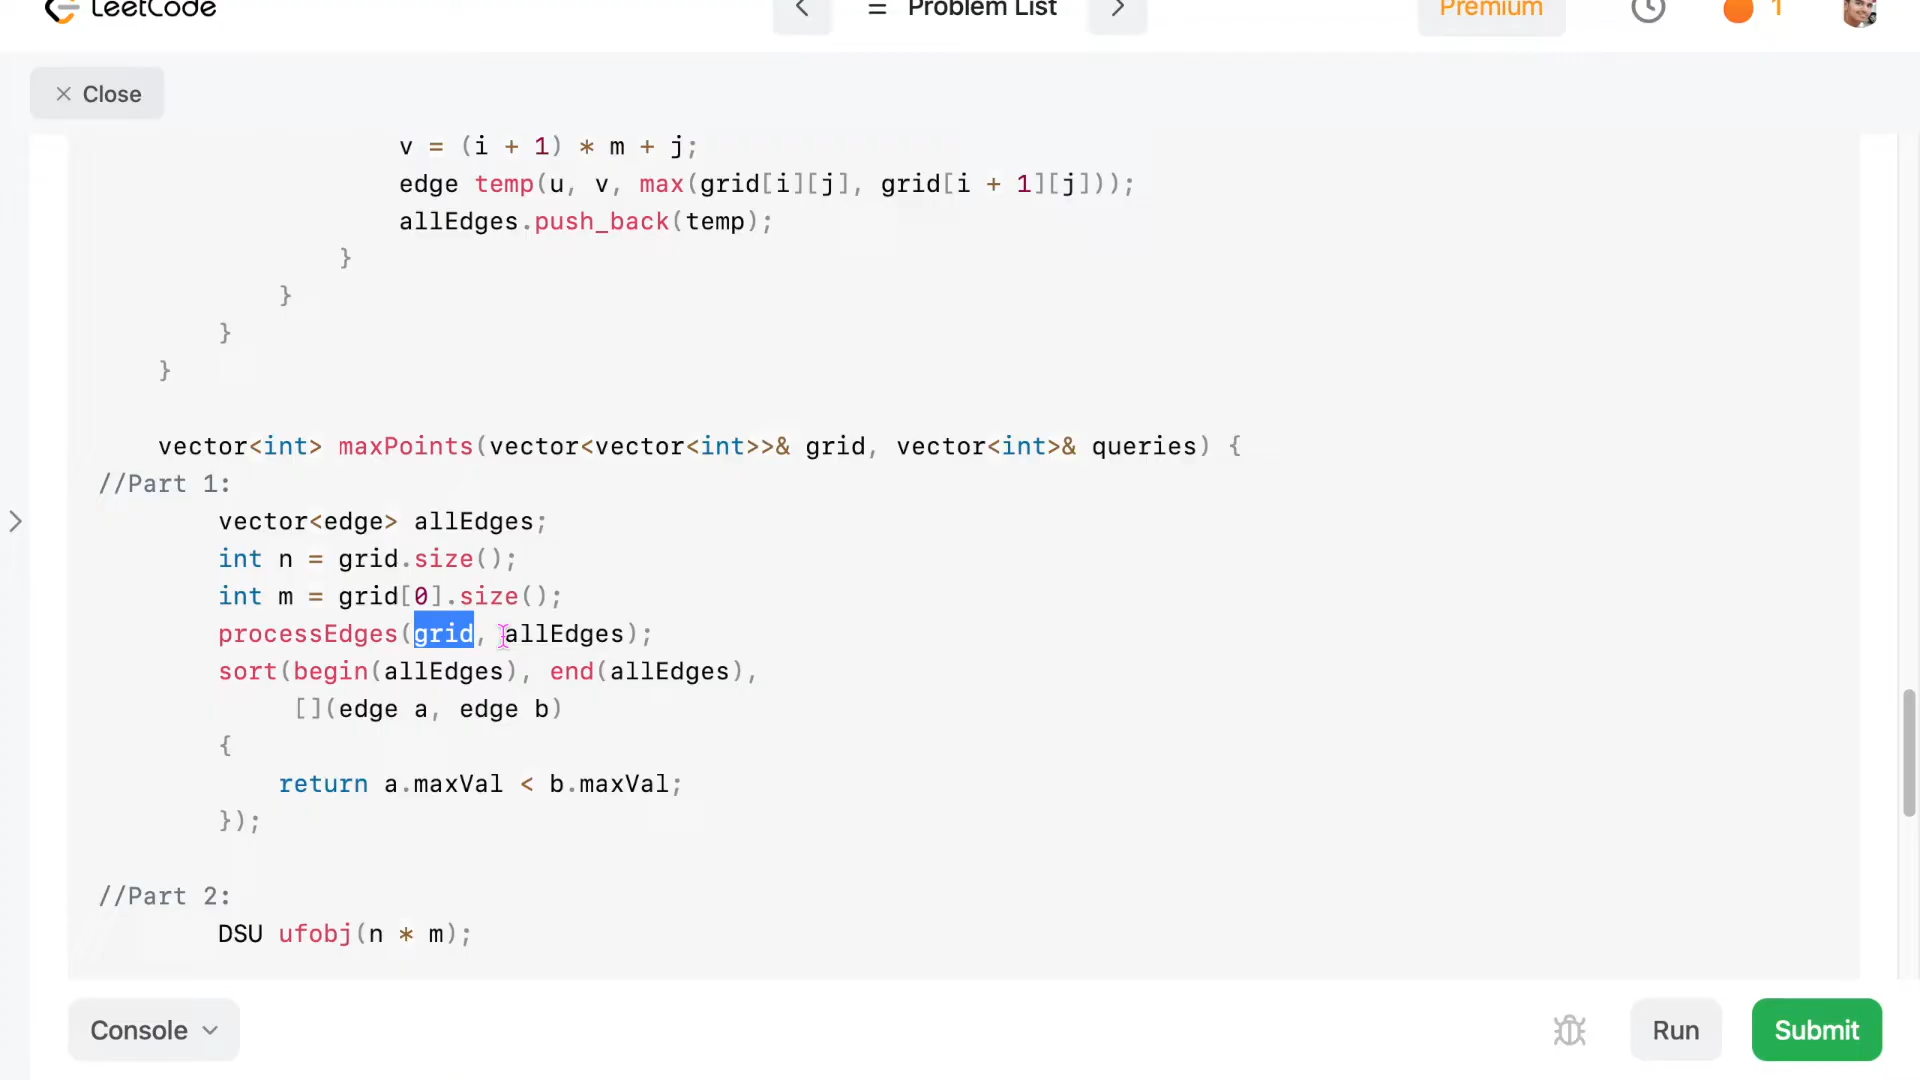 LeetCode
Problem List
Premium
1
Close
v = (i + 1) * m + j;
edge temp(u, v, max(grid[i][j], grid[i + 1][j]));
allEdges.push_back(temp);
}
}
}
}
vector<int> maxPoints(vector<vector<int>>& grid, vector<int>& queries) {
//Part 1:
vector<edge> allEdges;
int n = grid.size();
int m = grid[0].size();
processEdges(grid, allEdges);
sort(begin(allEdges), end(allEdges),
[](edge a, edge b)
{
return a.maxVal < b.maxVal;
});
//Part 2:
DSU ufobj(n * m);
Console
Run
Submit